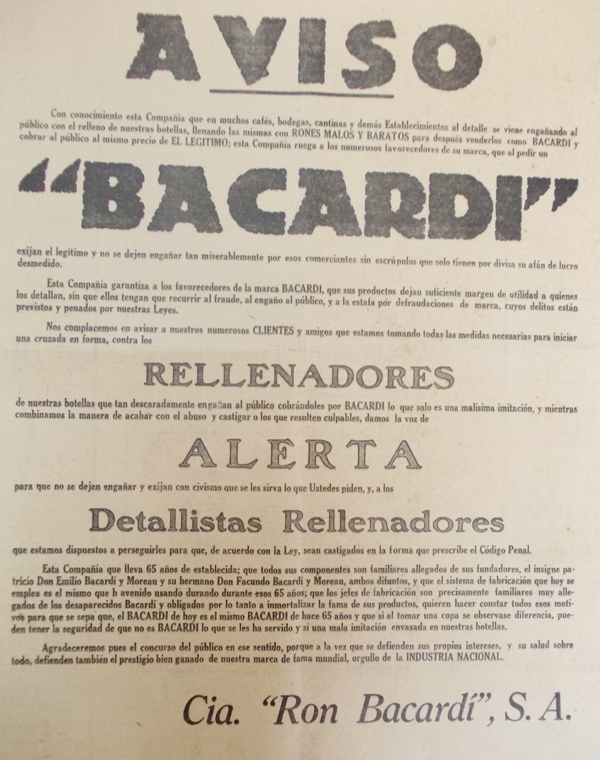 AVISO
Con conocimiento esta Compañia que en muchos cafés, bodegas, cantinas y demás Establecimientos al detalle se viene engañando al
público con el relleno de nuestras botellas, llenando las mismas con RONES MALOS Y BARATOS para después venderlos como BACARDI y
cobrar al público al mismo precio de EL LEGITIMO; esta Compañia ruega a los numerosos favorecedores de su marca, que al pedir un
"BACARDI"
exijan el legítimo y no se dejen engañar tan miserablemente por esos comerciantes sin escrúpulos que solo tienen por divisa su afán de lucro
desmedido.
Esta Compañia garantiza a los favorecedores de la marca BACARDI, que sus productos dejan suficiente margen de utilidad a quienes
los detallan, sin que ellos tengan que recurrir al fraude, al engaño al público, y a la estafa pór defraudaciones de marca, cuyos delitos están
previstos y penados por nuestras Leyes.
Nos complacemos en avisar a nuestros numerosos CLIENTES y amigos que estamos tomando todas las medidas necesarias para iniciar
una cruzada en forma, contra los
RELLENADORES
de nuestras botellas que tan descaradamente engañan al público cobrándoles por BACARDI lo que solo es una malísima imitación, y mientras
combinamos la manera de acabar con el abuso y castigar o los que resulten culpables, damos la voz de
ALERTA
para que no se dejen engañar y exijan con civismo que se les sirva lo que Ustedes piden, y, a los
Detallistas Rellenadores
que estamos dispuestos a perseguirles para que, de acuerdo con la Ley, sean castigados en la forma que prescribe el Código Penal.
Esta Compañia que lleva 65 años de establecida; que todos sus componentes son familiares allegados de sus fundadores, el insigne pa-
tricio Don Emilio Bacardi y Moreau y su hermano Don Facundo Bacardi y Moreau, ambos difuntos, y que el sistema de fabricación que hoy se
emplea es el mismo que h avenido usando durando durante esos 65 años; que los jefes de fabricación son precisamente familiares muy alle-
gados de los desaparecidos Bacardi y obligados por lo tanto a inmortalizar la fama de sus productos, quieren hacer constar todos esos moti-
vos para que se sepa que, el BACARDI de hoy es el mismo BACARDI de hace 65 años y que si al tomar una copa se observase diferencia, pue-
den tener la seguridad de que no es BACARDI lo que se les ha servido y si una mala imitación envasada en nuestras botellas.
Agradeceremos pues el concurso del público en ese sentido, porque a la vez que se defienden sus propios intereses, y su salud sobre
todo, defienden también el prestigio bien ganado de nuestra marca de fama mundial, orgullo de la INDUSTRIA NACIONAL.
Cia. "Ron Bacardí", S. A.